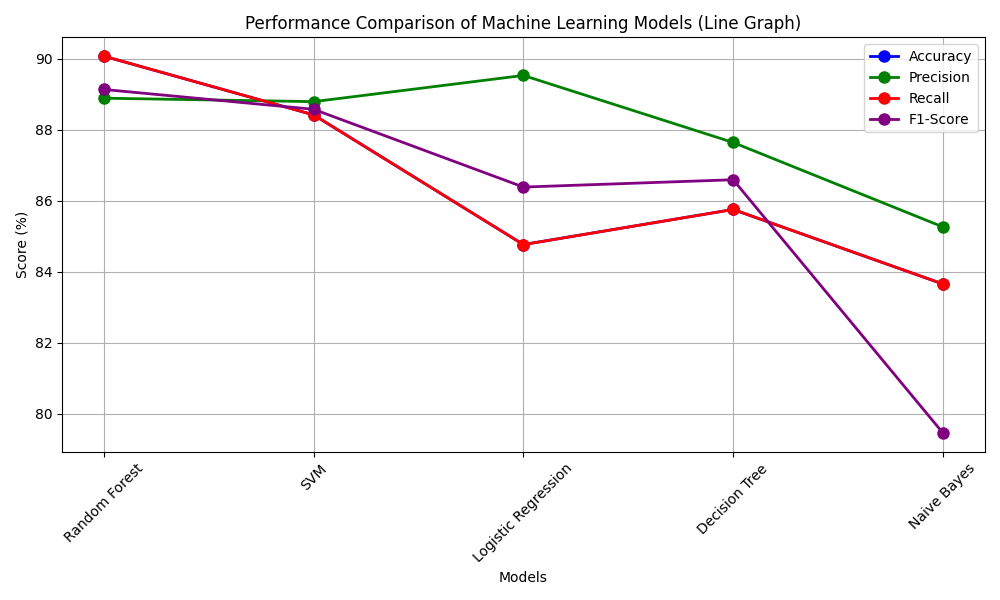 Performance Comparison of Machine Learning Models (Line Graph)
Accuracy
Precision
Recall
F1-Score
Score (%)
90
88
86
84
82
80
Random Forest
SVM
Logistic Regression
Decision Tree
Naive Bayes
Models